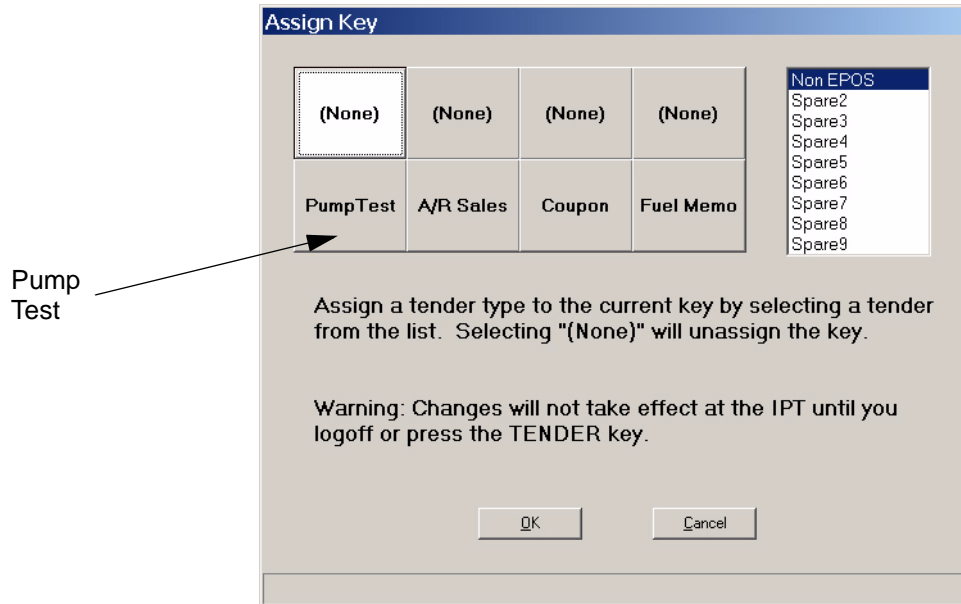 Assign Key
(None) (None) (None) (None)
PumpTest A/R Sales Coupon Fuel Memo
Non EPOS
Spare2
Spare3
Spare4
Spare5
Spare6
Spare7
Spare8
Spare9
Pump
Test
Assign a tender type to the current key by selecting a tender
from the list. Selecting "(None)" will unassign the key.
Warning: Changes will not take effect at the IPT until you
logoff or press the TENDER key.
OK Cancel